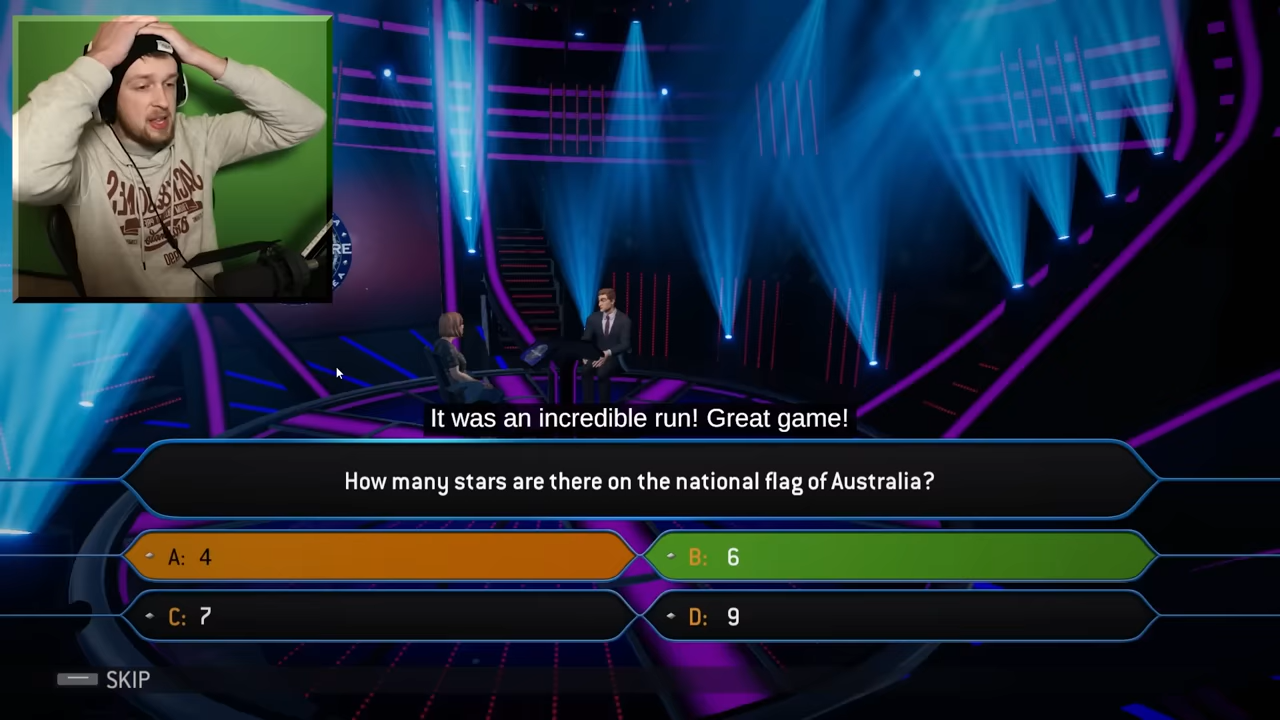 RE
It was an incredible run! Great game!
How many stars are there on the national flag of Australia?
A: 4
B: 6
C: 7
D: 9
SKIP